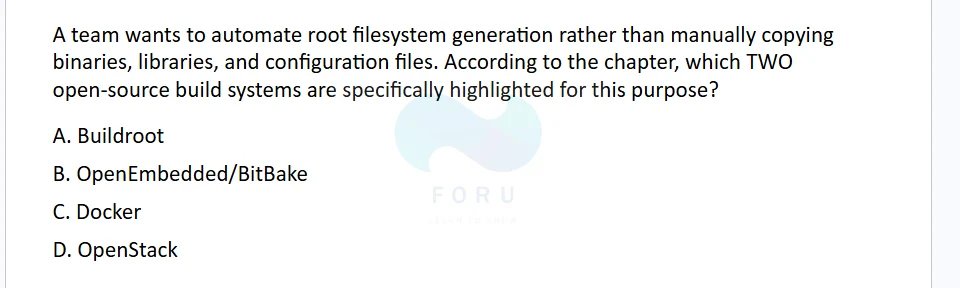 A team wants to automate root filesystem generation rather than manually copying
binaries, libraries, and configuration files. According to the chapter, which TWO
open-source build systems are specifically highlighted for this purpose?
A. Buildroot
B. OpenEmbedded/BitBake
FORU
C. Docker
D. OpenStack